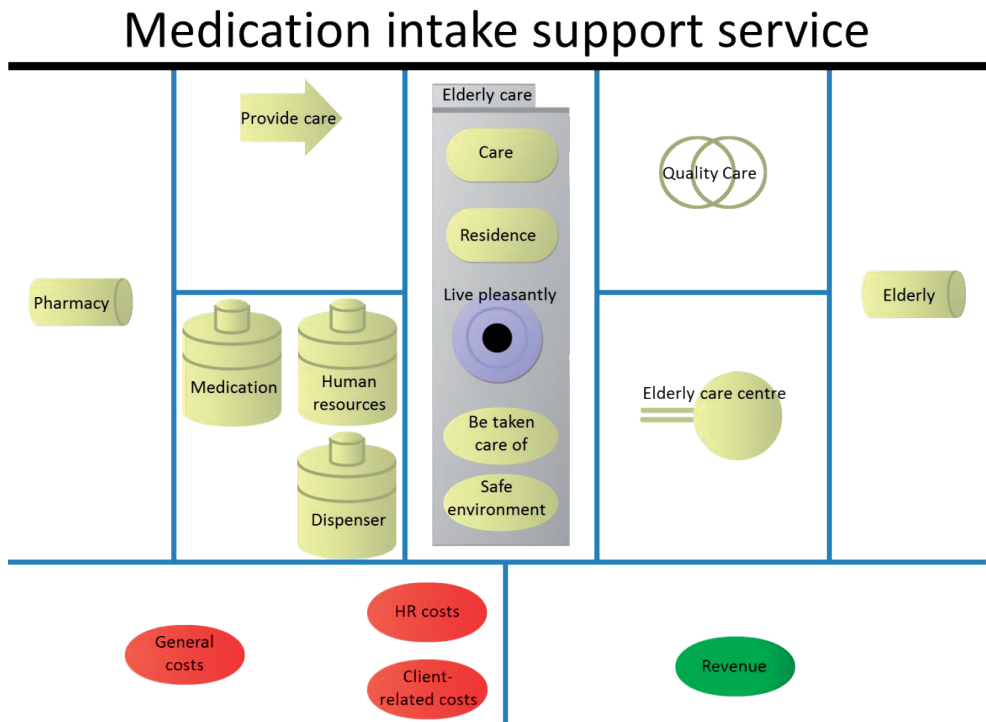 Medication intake support service
Pharmacy
Provide care
Medication
Human
resources
Dispenser
Elderly care
Care
Residence
Live pleasantly
Be taken
care of
Safe
environment
Quality Care
Elderly care centre
Elderly
General
costs
HR costs
Client-
related costs
Revenue